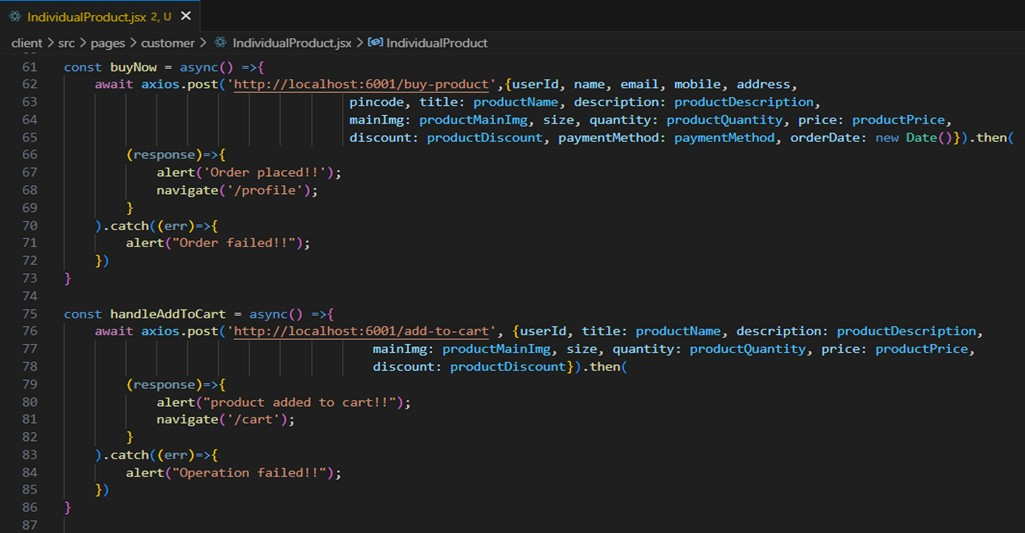 IndividualProduct.jsx 2, U ×
client > src > pages > customer > IndividualProduct.jsx > IndividualProduct
61 const buyNow = async() =>{
62 await axios.post('http://localhost:6001/buy-product',{userId, name, email, mobile, address,
63 pincode, title: productName, description: productDescription,
64 mainImg: productMainImg, size, quantity: productQuantity, price: productPrice,
65 discount: productDiscount, paymentMethod: paymentMethod, orderDate: new Date()}).then(
66 (response)=>{
67 alert('Order placed!!');
68 navigate('/profile');
69 }
70 ).catch((err)=>{
71 alert("Order failed!!");
72 })
73 }
74
75 const handleAddToCart = async() =>{
76 await axios.post('http://localhost:6001/add-to-cart', {userId, title: productName, description: productDescription,
77 mainImg: productMainImg, size, quantity: productQuantity, price: productPrice,
78 discount: productDiscount}).then(
79 (response)=>{
80 alert("product added to cart!!");
81 navigate('/cart');
82 }
83 ).catch((err)=>{
84 alert("Operation failed!!");
85 })
86 }
87